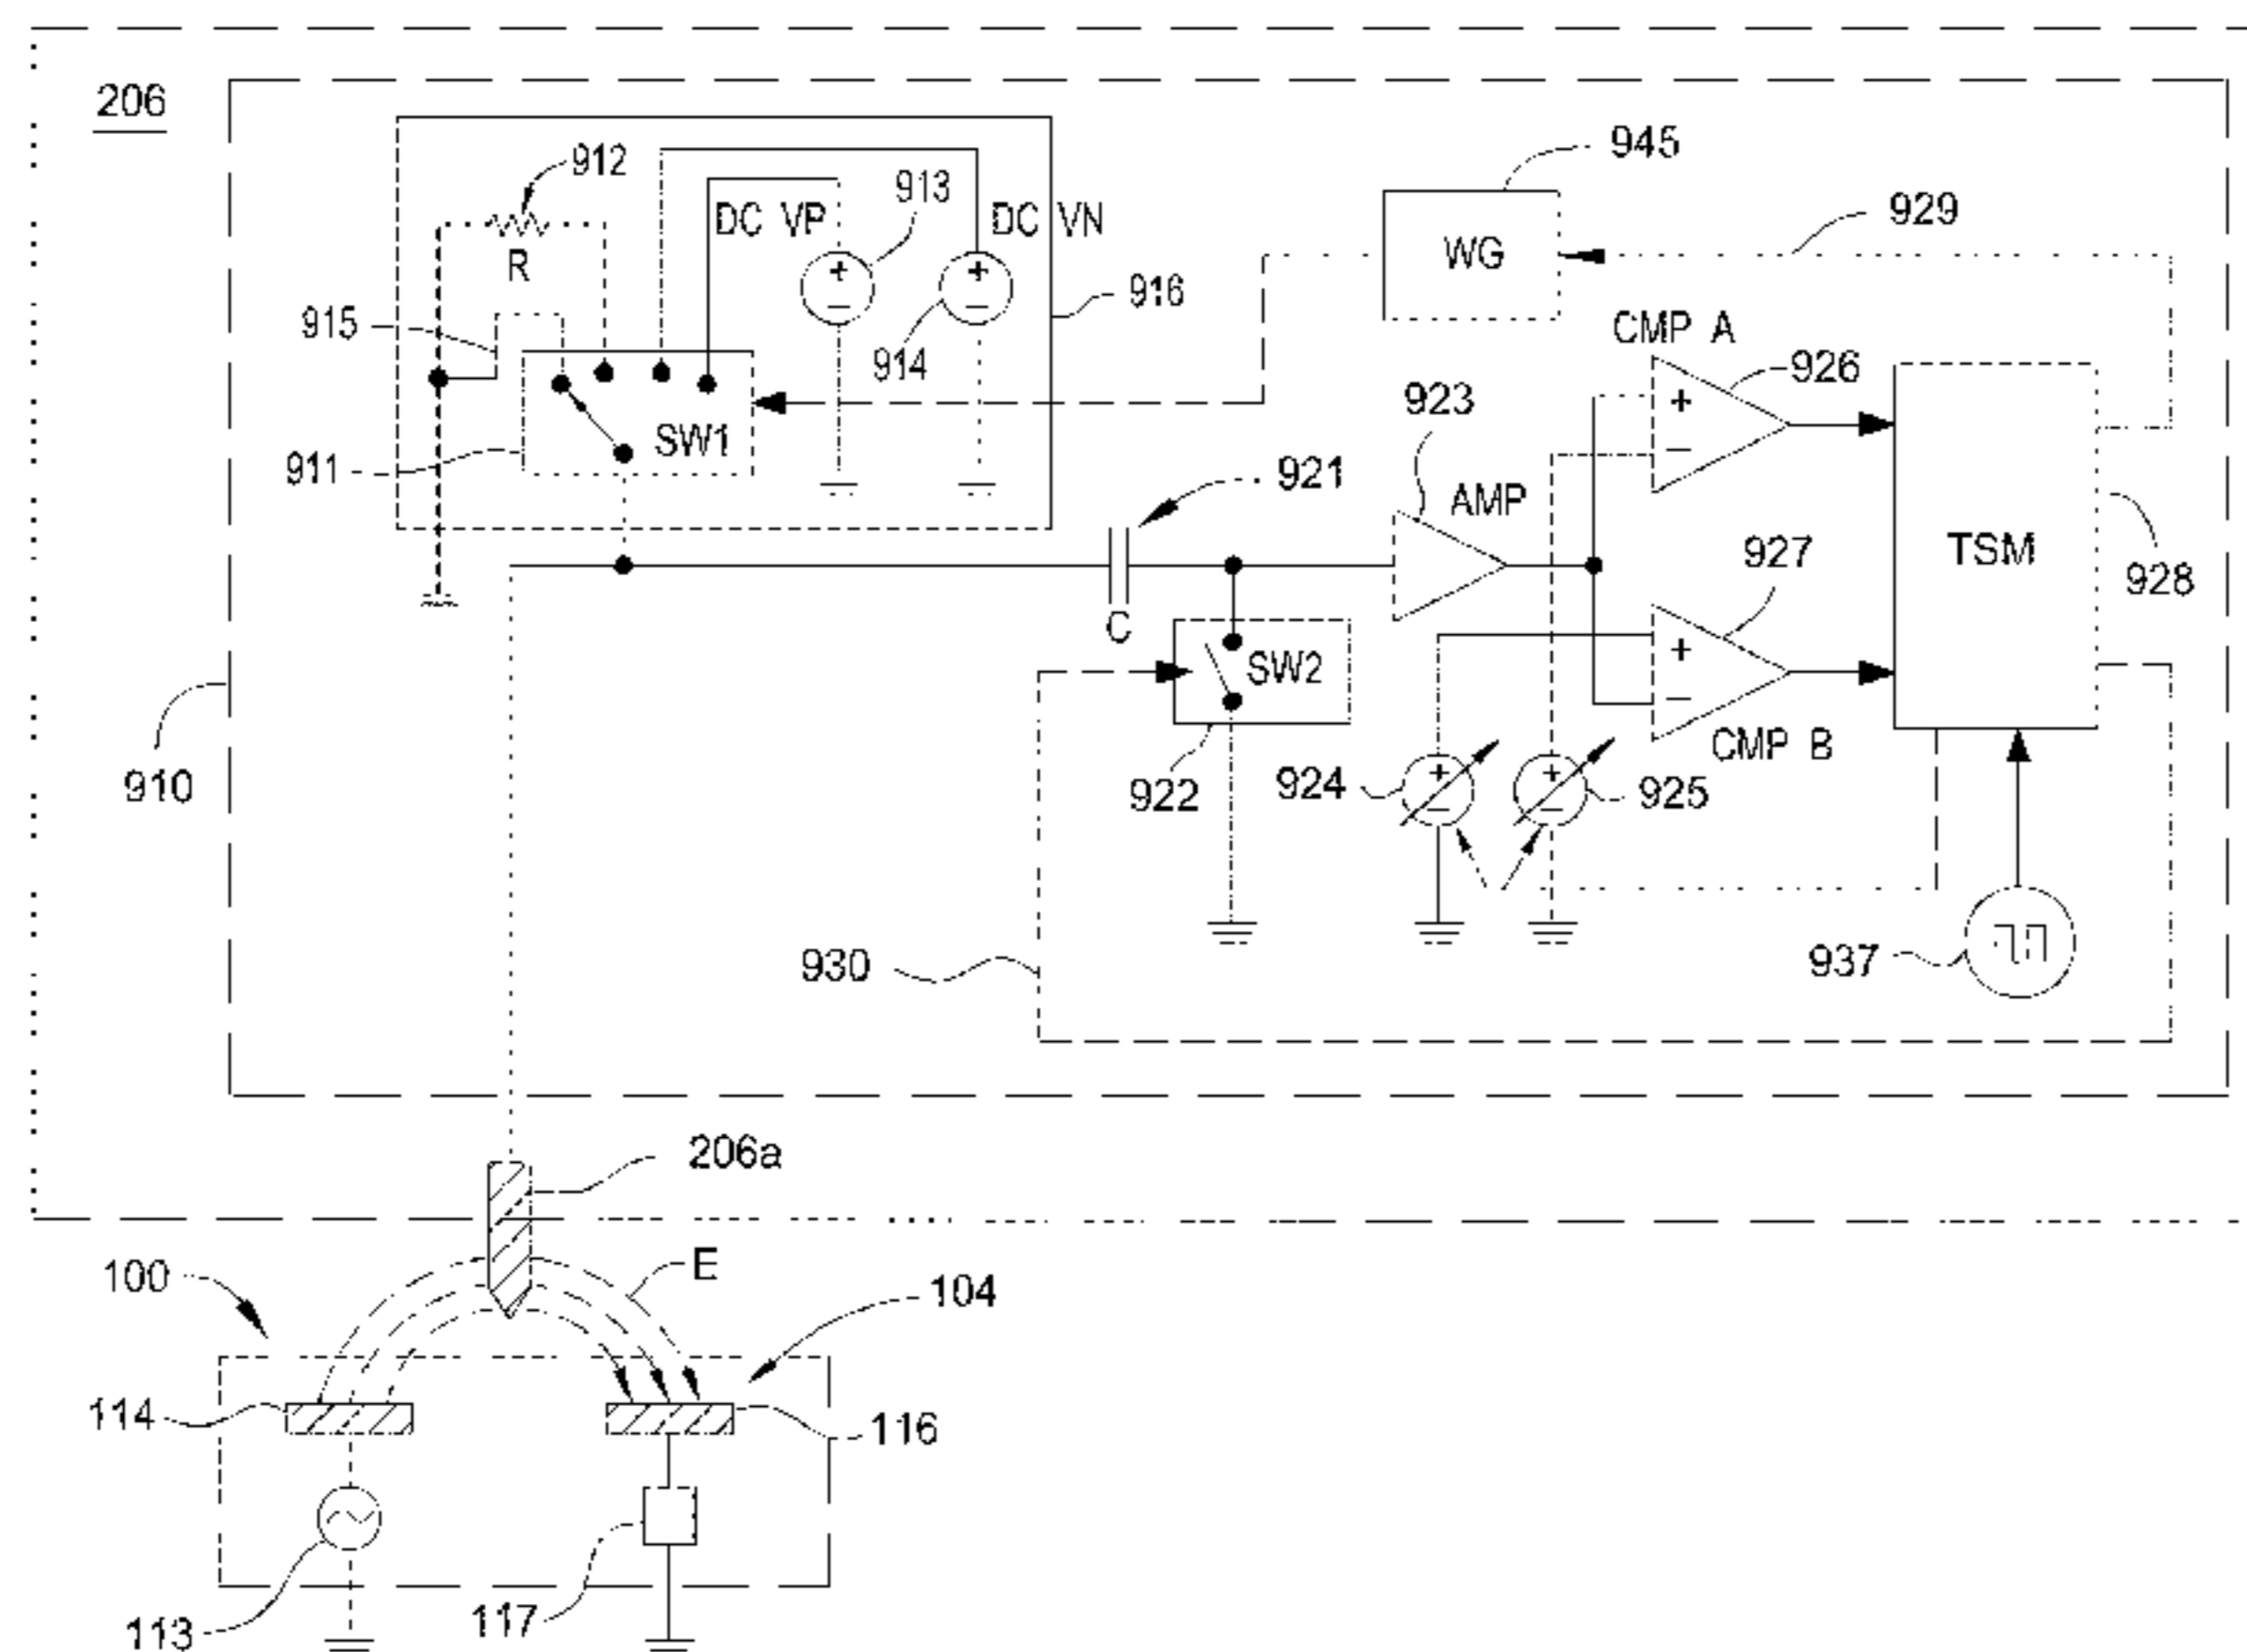 206
912
R
915
911
SW1
DC VP
913
DC VN
914
916
945
WG
929
CMP A
926
923
AMP
921
C
SW2
922
927
CMP B
TSM
928
924
925
937
930
910
206a
E
100
104
114
116
113
117
+
−
+
−
+
−
+
−
+
−
+
−